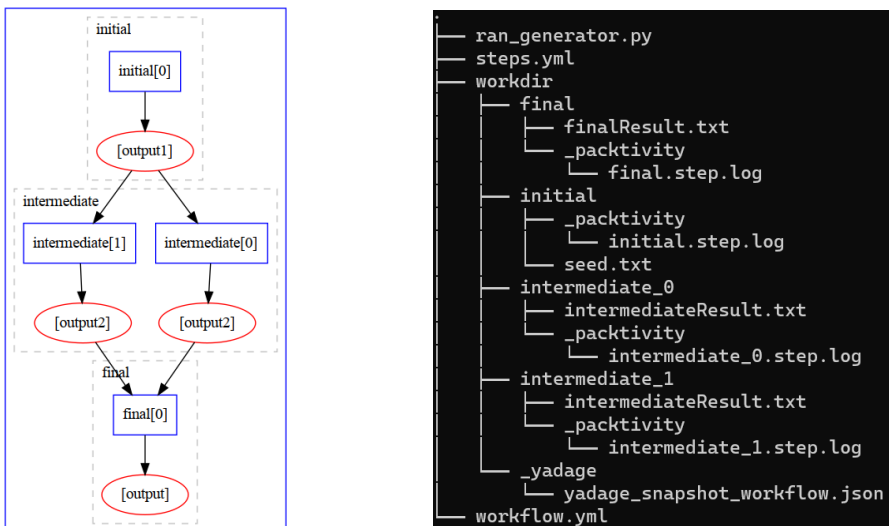 initial
initial[0]
[output1]
intermediate
intermediate[1]
intermediate[0]
[output2]
[output2]
final
final[0]
[output]
.
├── ran_generator.py
├── steps.yml
├── workdir
│   ├── final
│   │   ├── finalResult.txt
│   │   └── _packtivity
│   │       └── final.step.log
│   ├── initial
│   │   ├── _packtivity
│   │   │   └── initial.step.log
│   │   └── seed.txt
│   ├── intermediate_0
│   │   ├── intermediateResult.txt
│   │   └── _packtivity
│   │       └── intermediate_0.step.log
│   ├── intermediate_1
│   │   ├── intermediateResult.txt
│   │   └── _packtivity
│   │       └── intermediate_1.step.log
│   └── _yadage
│       └── yadage_snapshot_workflow.json
└── workflow.yml